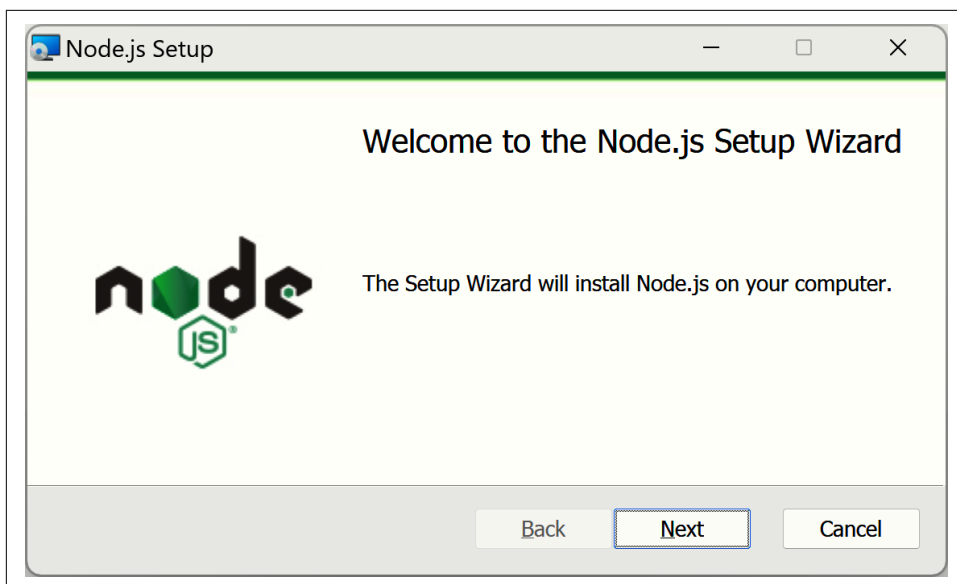 Node.js Setup
Welcome to the Node.js Setup Wizard
node
JS®
The Setup Wizard will install Node.js on your computer.
Back
Next
Cancel